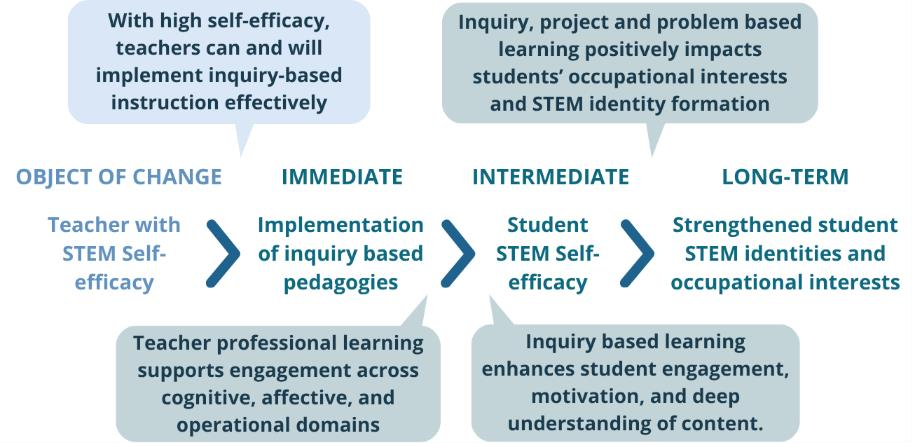 With high self-efficacy,
teachers can and will
implement inquiry-based
instruction effectively
Inquiry, project and problem based
learning positively impacts
students’ occupational interests
and STEM identity formation
OBJECT OF CHANGE
Teacher with
STEM Self-
efficacy
IMMEDIATE
Implementation
of inquiry based
pedagogies
INTERMEDIATE
Student
STEM Self-
efficacy
LONG-TERM
Strengthened student
STEM identities and
occupational interests
Teacher professional learning
supports engagement across
cognitive, affective, and
operational domains
Inquiry based learning
enhances student engagement,
motivation, and deep
understanding of content.